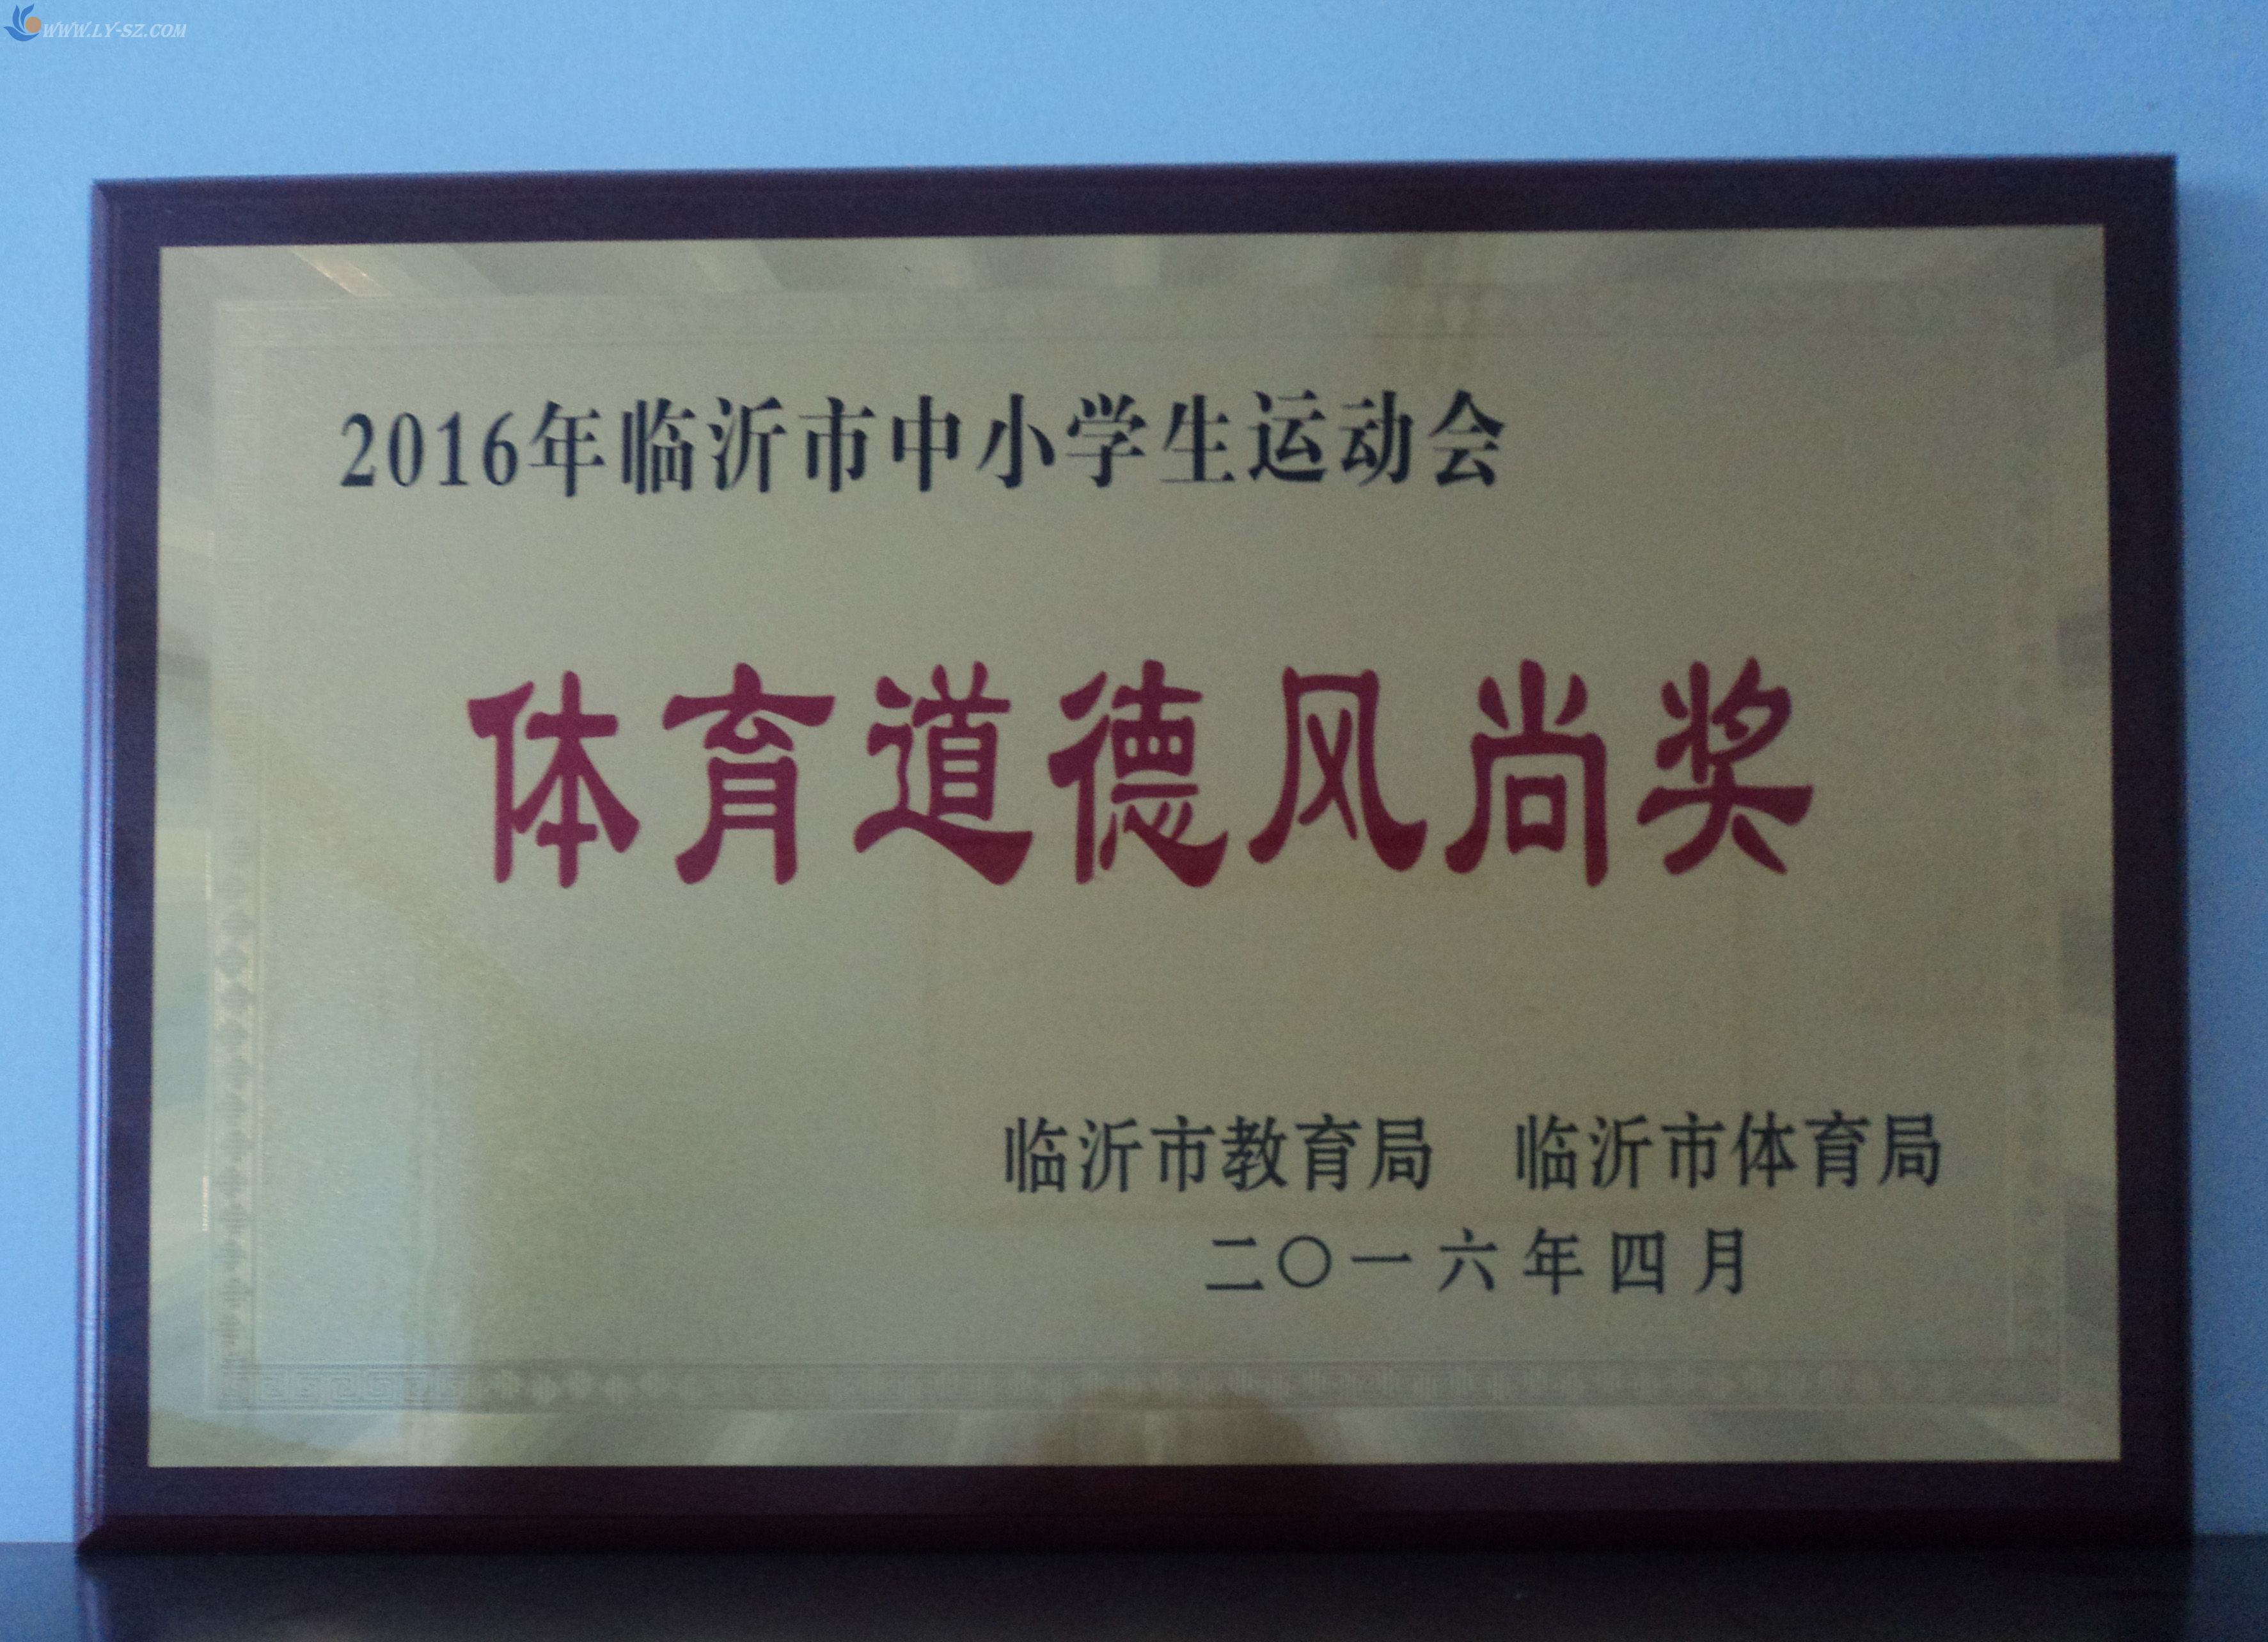 WWW.LY-SZ.COM
2016年临沂市中小学生运动会
体育道德风尚奖
临沂市教育局 临沂市体育局
二〇一六年四月